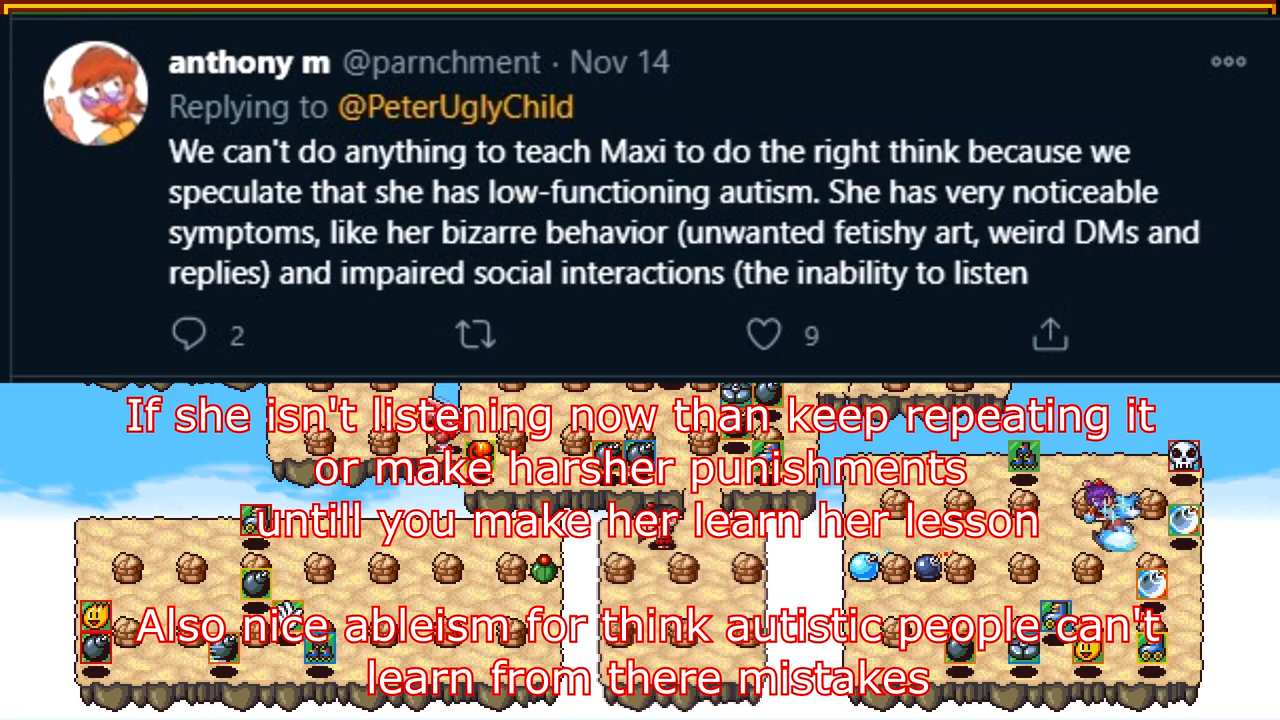 anthony m @parnchment · Nov 14
Replying to @PeterUglyChild
We can't do anything to teach Maxi to do the right think because we
speculate that she has low-functioning autism. She has very noticeable
symptoms, like her bizarre behavior (unwanted fetishy art, weird DMs and
replies) and impaired social interactions (the inability to listen
2 9
If she isn't listening now than keep repeating it
or make harsher punishments
untill you make her learn her lesson
Also nice ableism for think autistic people can't
learn from there mistakes